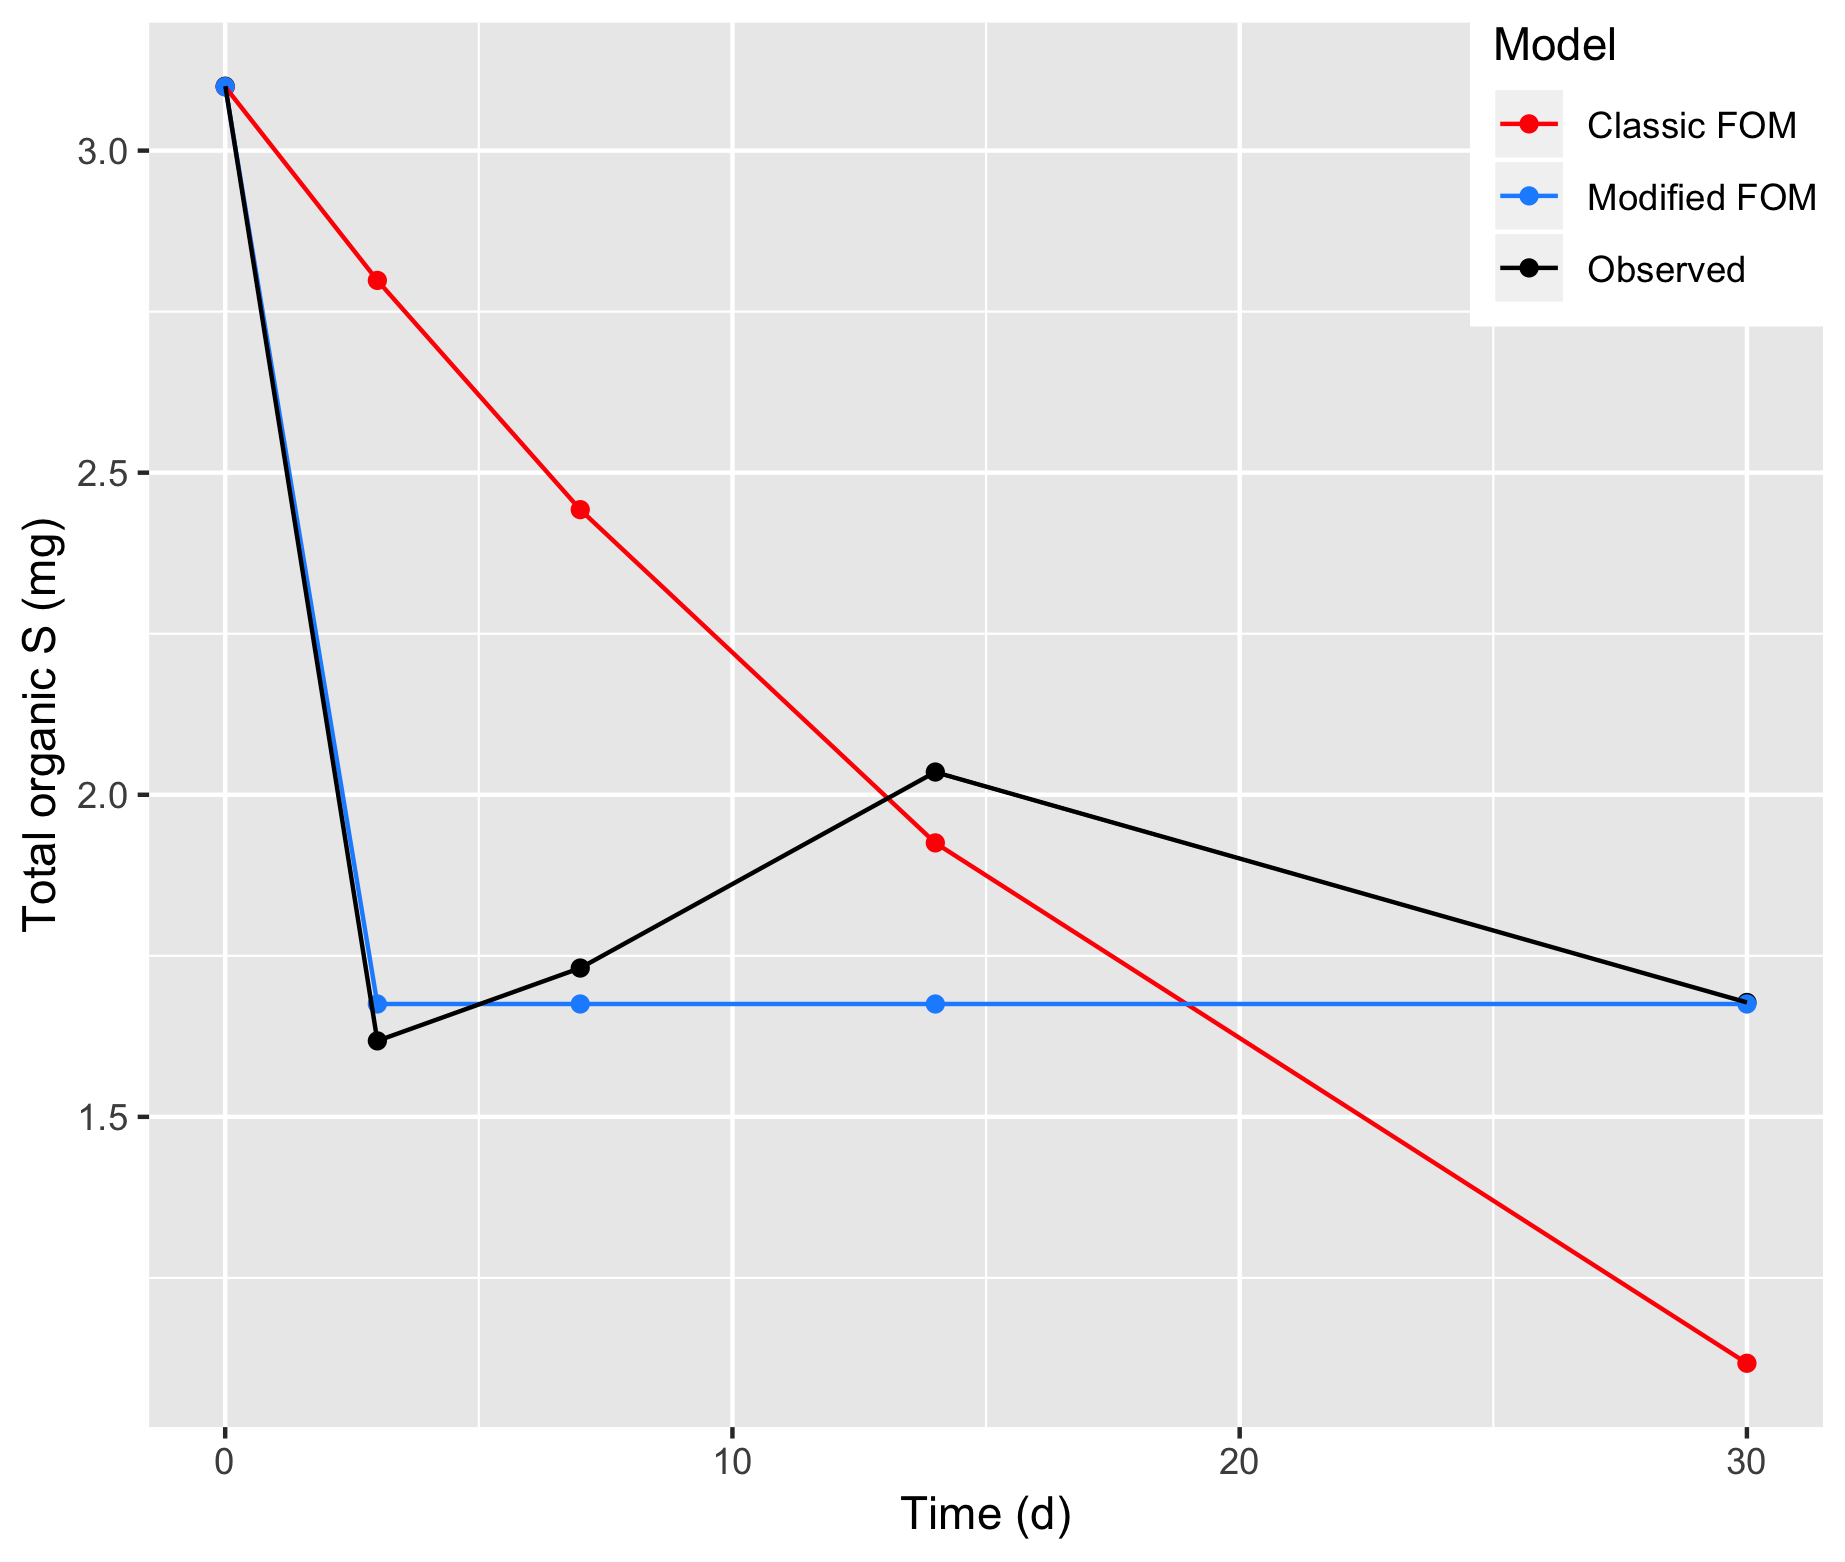 Model
Classic FOM
Modified FOM
Observed
Total organic S (mg)
3.0
2.5
2.0
1.5
0 10 20 30
Time (d)